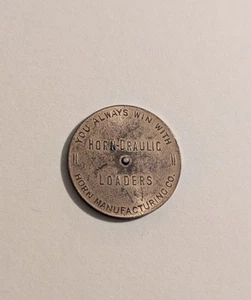 YOU ALWAYS WIN WITH
HORN-DRAULIC
N N
LOADERS
HORN MANUFACTURING CO.